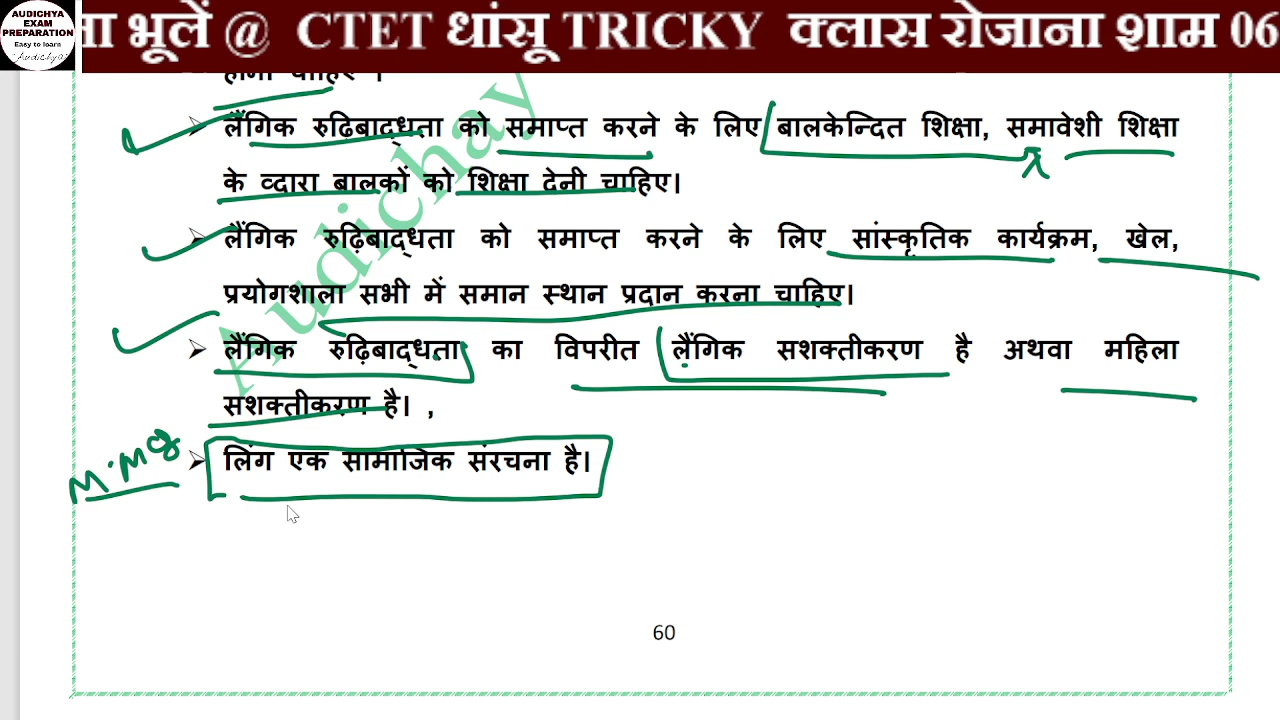 AUDICHYA
EXAM
PREPARATION
Easy to learn
ना भूलें @ CTET धांसू TRICKY क्लास रोजाना शाम 06
होना चाहिए ।
लैंगिक रुढ़िबाद्धता को समाप्त करने के लिए बालकेन्दित शिक्षा, समावेशी शिक्षा
के व्दारा बालकों को शिक्षा देनी चाहिए।
लैंगिक रुढ़िबाद्धता को समाप्त करने के लिए सांस्कृतिक कार्यक्रम, खेल,
प्रयोगशाला सभी में समान स्थान प्रदान करना चाहिए।
लैंगिक रुढ़िबाद्धता का विपरीत लैंगिक सशक्तीकरण है अथवा महिला
सशक्तीकरण है। ,
लिंग एक सामाजिक संरचना है।
Audichay
60